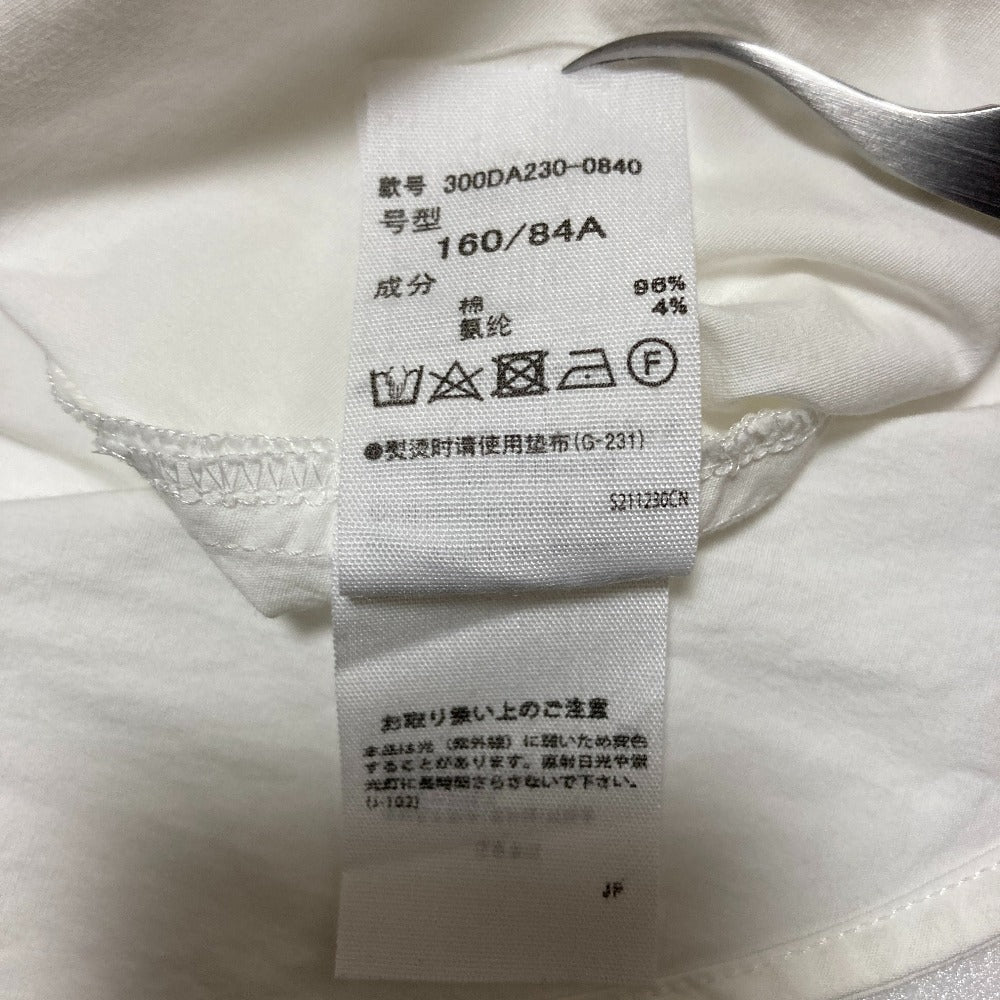 款号 300DA230-0840
号型
160/84A
成分
棉 96%
氨纶 4%
F
●熨烫时请使用垫布(G-231)
S211230CN
お取り扱い上のご注意
本品は光(紫外線)に弱いため変色
することがあります。直射日光や蛍
光灯に長時間さらさないで下さい。
(J-102)
JP